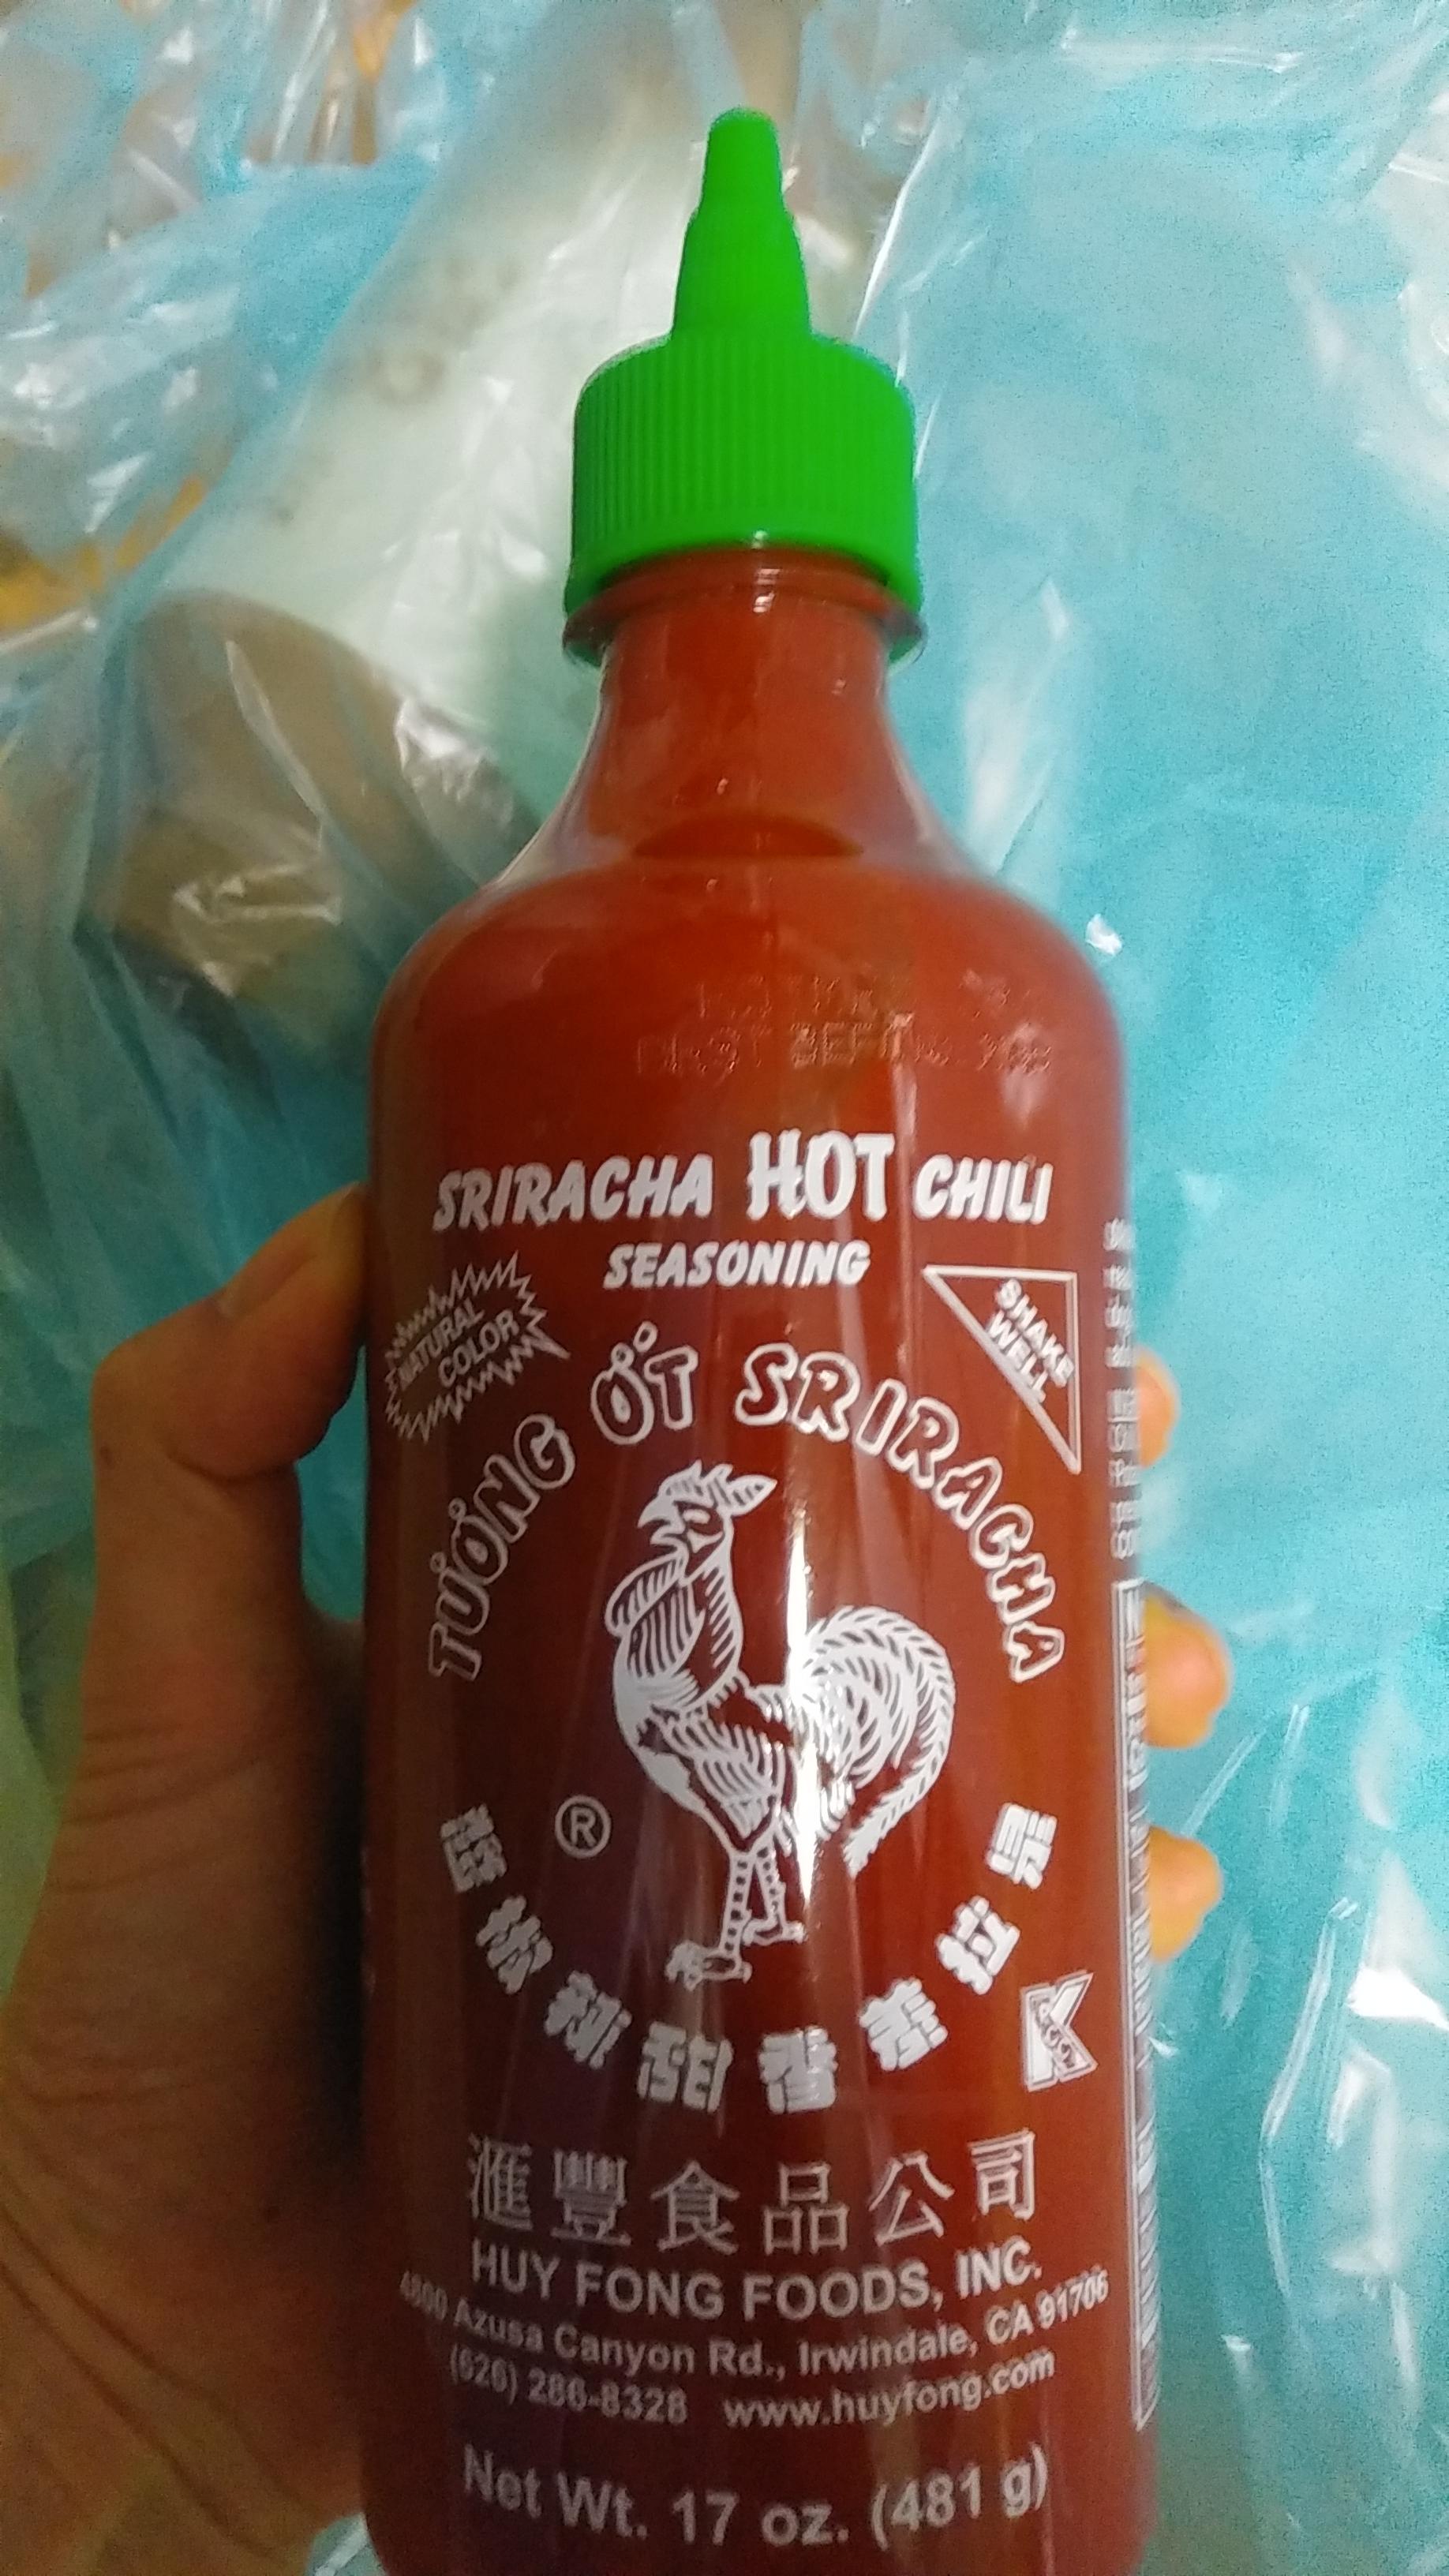 SRIRACHA HOT CHILI
SEASONING
NATURAL
COLOR
SHAKE
WELL
TƯƠNG ỚT SRIRACHA
®
是拉差香甜辣椒醬
滙豐食品公司
HUY FONG FOODS, INC.
4800 Azusa Canyon Rd., Irwindale, CA 91706
(626) 286-8328 www.huyfong.com
Net Wt. 17 oz. (481 g)